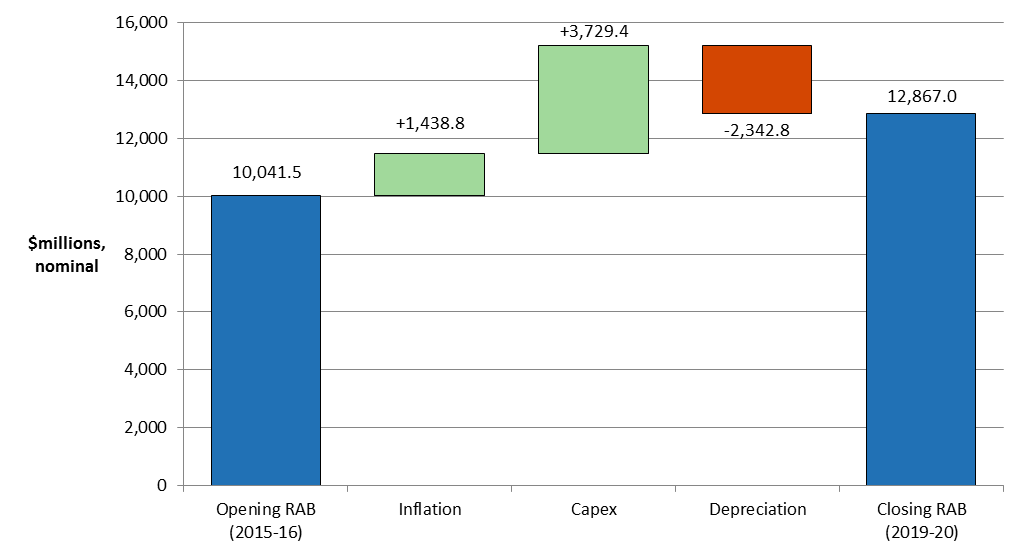 16,000
14,000
12,000
10,000
8,000
6,000
4,000
2,000
0
$millions,
nominal
10,041.5
+1,438.8
+3,729.4
-2,342.8
12,867.0
Opening RAB
(2015-16)
Inflation
Capex
Depreciation
Closing RAB
(2019-20)